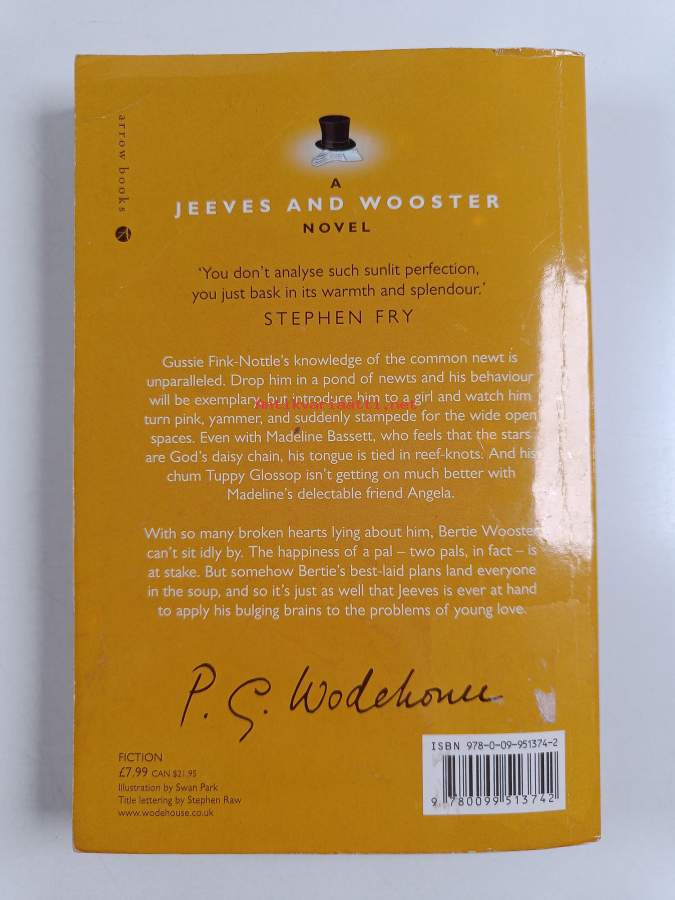 arrow books
A
JEEVES AND WOOSTER
NOVEL
‘You don’t analyse such sunlit perfection,
you just bask in its warmth and splendour.’
STEPHEN FRY
Gussie Fink-Nottle’s knowledge of the common newt is
unparalleled. Drop him in a pond of newts and his behaviour
will be exemplary, but introduce him to a girl and watch him
antikvariaatti.net
turn pink, yammer, and suddenly stampede for the wide open
spaces. Even with Madeline Bassett, who feels that the stars
are God’s daisy chain, his tongue is tied in reef-knots. And his
chum Tuppy Glossop isn’t getting on much better with
Madeline’s delectable friend Angela.
With so many broken hearts lying about him, Bertie Wooster
can’t sit idly by. The happiness of a pal – two pals, in fact – is
at stake. But somehow Bertie’s best-laid plans land everyone
in the soup, and so it’s just as well that Jeeves is ever at hand
to apply his bulging brains to the problems of young love.
P. G. Wodehouse
FICTION
£7.99 CAN $21.95
Illustration by Swan Park
Title lettering by Stephen Raw
www.wodehouse.co.uk
ISBN 978-0-09-951374-2
9 780099 513742